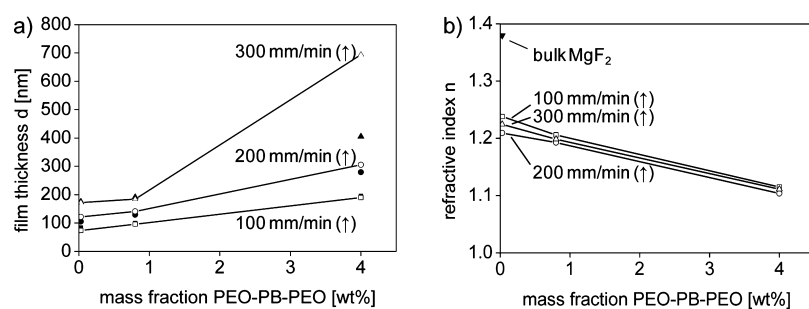 a)
800
700
600
500
400
300
200
100
0
film thickness d [nm]
300 mm/min (↑)
200 mm/min (↑)
100 mm/min (↑)
0 1 2 3 4
mass fraction PEO-PB-PEO [wt%]
b)
1.4
1.3
1.2
1.1
1.0
refractive index n
bulk MgF₂
100 mm/min (↑)
300 mm/min (↑)
200 mm/min (↑)
0 1 2 3 4
mass fraction PEO-PB-PEO [wt%]